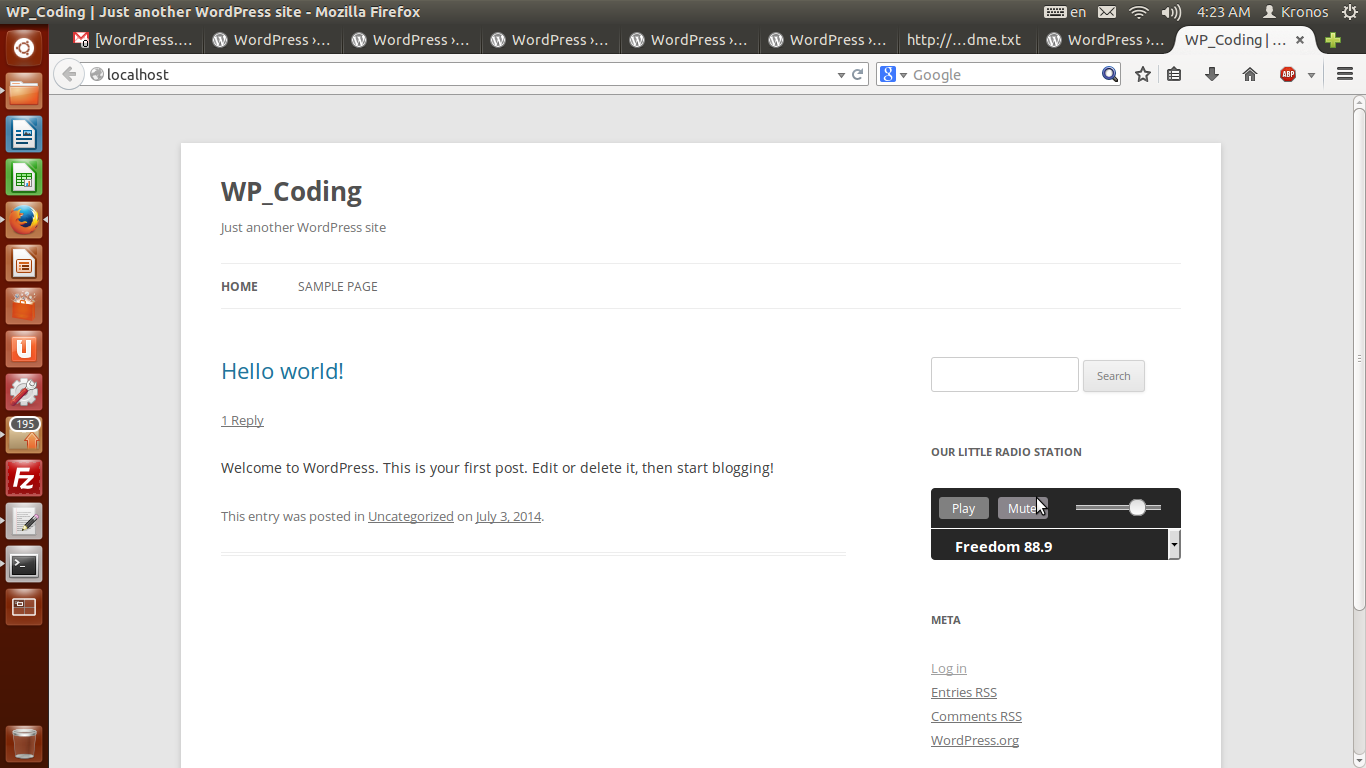 WP_Coding | Just another WordPress site - Mozilla Firefox
en
4:23 AM
Kronos
[WordPress....
WordPress ›...
WordPress ›...
WordPress ›...
WordPress ›...
WordPress ›...
http://...dme.txt
WordPress ›...
WP_Coding | ...
localhost
Google
ABP
WP_Coding
Just another WordPress site
HOME
SAMPLE PAGE
Hello world!
Search
1 Reply
OUR LITTLE RADIO STATION
Welcome to WordPress. This is your first post. Edit or delete it, then start blogging!
Play
Mute
This entry was posted in Uncategorized on July 3, 2014.
Freedom 88.9
META
Log in
Entries RSS
Comments RSS
WordPress.org
195